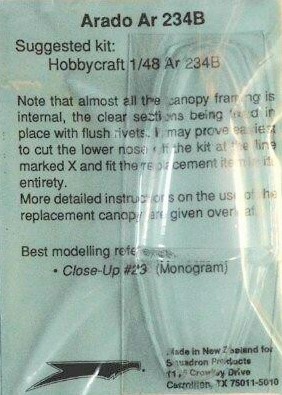 Arado Ar 234B
Suggested kit:
Hobbycraft 1/48 Ar 234B
Note that almost all the canopy framing is
internal, the clear sections being fixed in
place with flush rivets. It may prove easiest
to cut the lower nose off the kit at the line
marked X and fit the replacement item in its
entirety.
More detailed instructions on the use of the
replacement canopy are given overleaf.
Best modelling reference:
• Close-Up #23 (Monogram)
Made in New Zealand for
Squadron Products
Crowley Drive
Carrollton, TX 75011-5010